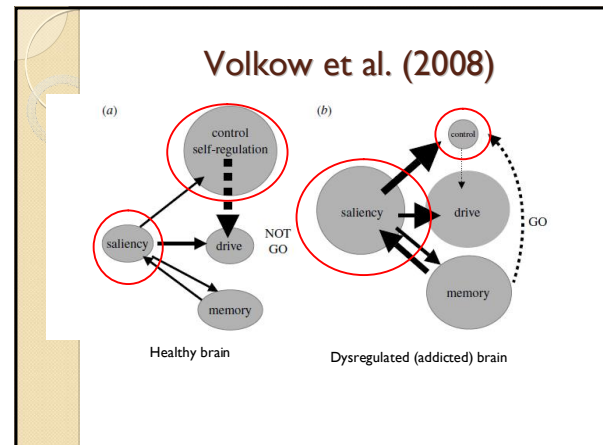 Volkow et al. (2008)
(a)
control
self-regulation
saliency
drive
NOT
GO
memory
Healthy brain
(b)
control
saliency
drive
GO
memory
Dysregulated (addicted) brain